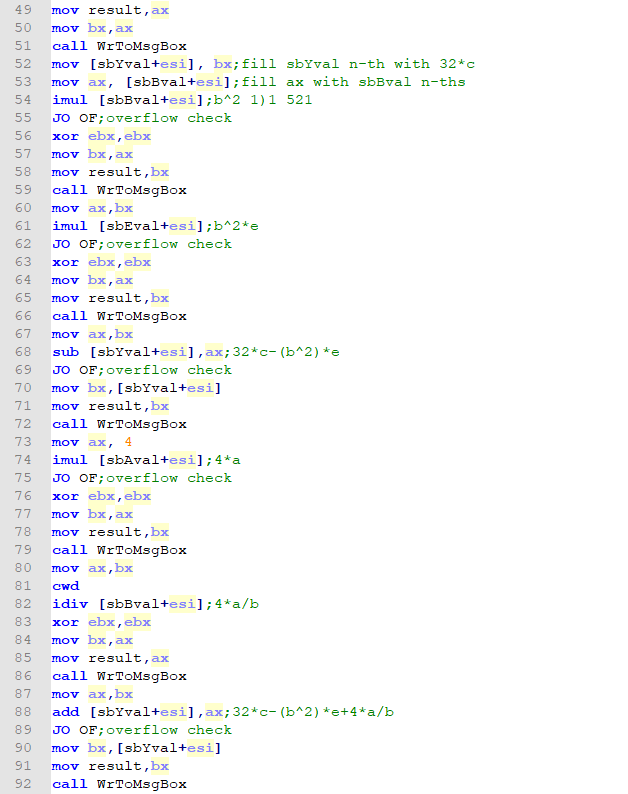 49 mov result,ax
50 mov bx,ax
51 call WrToMsgBox
52 mov [sbYval+esi], bx;fill sbYval n-th with 32*c
53 mov ax, [sbBval+esi];fill ax with sbBval n-ths
54 imul [sbBval+esi];b^2 1)1 521
55 JO OF;overflow check
56 xor ebx,ebx
57 mov bx,ax
58 mov result,bx
59 call WrToMsgBox
60 mov ax,bx
61 imul [sbEval+esi];b^2*e
62 JO OF;overflow check
63 xor ebx,ebx
64 mov bx,ax
65 mov result,bx
66 call WrToMsgBox
67 mov ax,bx
68 sub [sbYval+esi],ax;32*c-(b^2)*e
69 JO OF;overflow check
70 mov bx,[sbYval+esi]
71 mov result,bx
72 call WrToMsgBox
73 mov ax, 4
74 imul [sbAval+esi];4*a
75 JO OF;overflow check
76 xor ebx,ebx
77 mov bx,ax
78 mov result,bx
79 call WrToMsgBox
80 mov ax,bx
81 cwd
82 idiv [sbBval+esi];4*a/b
83 xor ebx,ebx
84 mov bx,ax
85 mov result,ax
86 call WrToMsgBox
87 mov ax,bx
88 add [sbYval+esi],ax;32*c-(b^2)*e+4*a/b
89 JO OF;overflow check
90 mov bx,[sbYval+esi]
91 mov result,bx
92 call WrToMsgBox